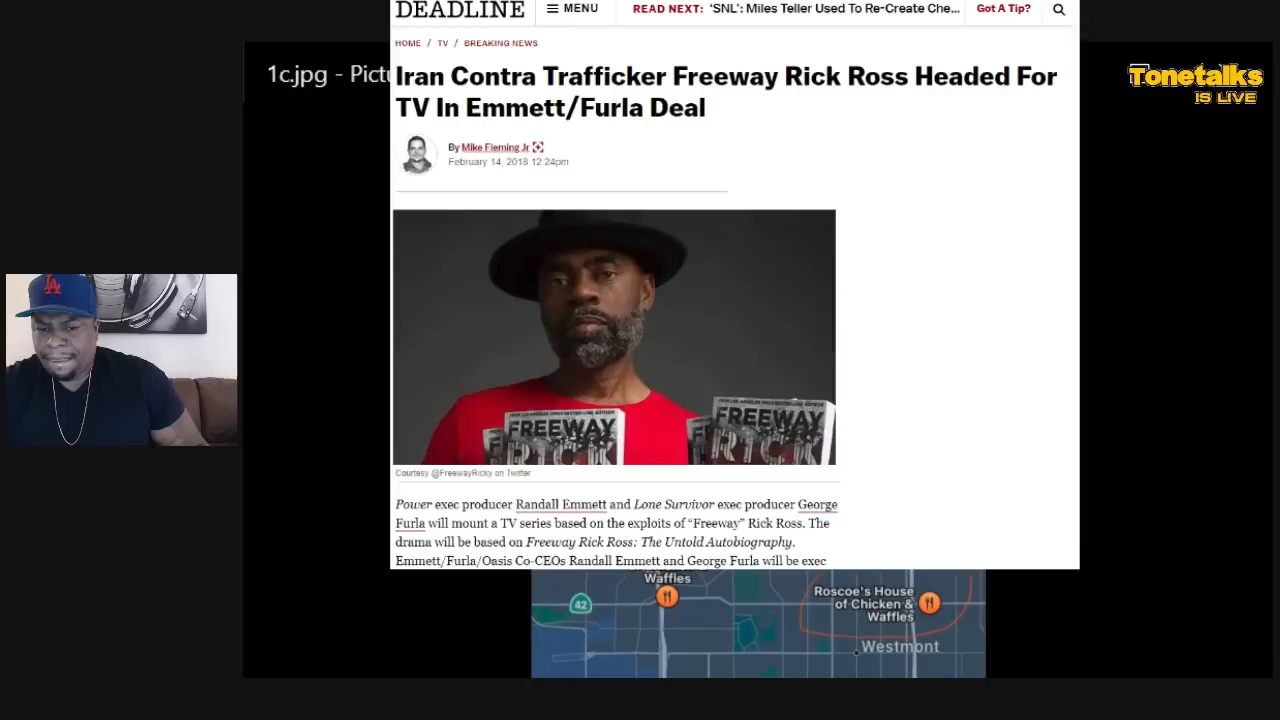 DEADLINE
MENU
READ NEXT: 'SNL': Miles Teller Used To Re-Create Che...
Got A Tip?
HOME / TV / BREAKING NEWS
1c.jpg - Pictu
Iran Contra Trafficker Freeway Rick Ross Headed For
TV In Emmett/Furla Deal
Tonetalks
IS LIVE
By Mike Fleming Jr
February 14, 2018 12:24pm
LA
FREEWAY
RICK
FREEWAY
RICK
Courtesy @FreewayRicky on Twitter
Power exec producer Randall Emmett and Lone Survivor exec producer George
Furla will mount a TV series based on the exploits of “Freeway” Rick Ross. The
drama will be based on Freeway Rick Ross: The Untold Autobiography.
Emmett/Furla/Oasis Co-CEOs Randall Emmett and George Furla will be exec
Waffles
42
Roscoe's House
of Chicken &
Waffles
Westmont